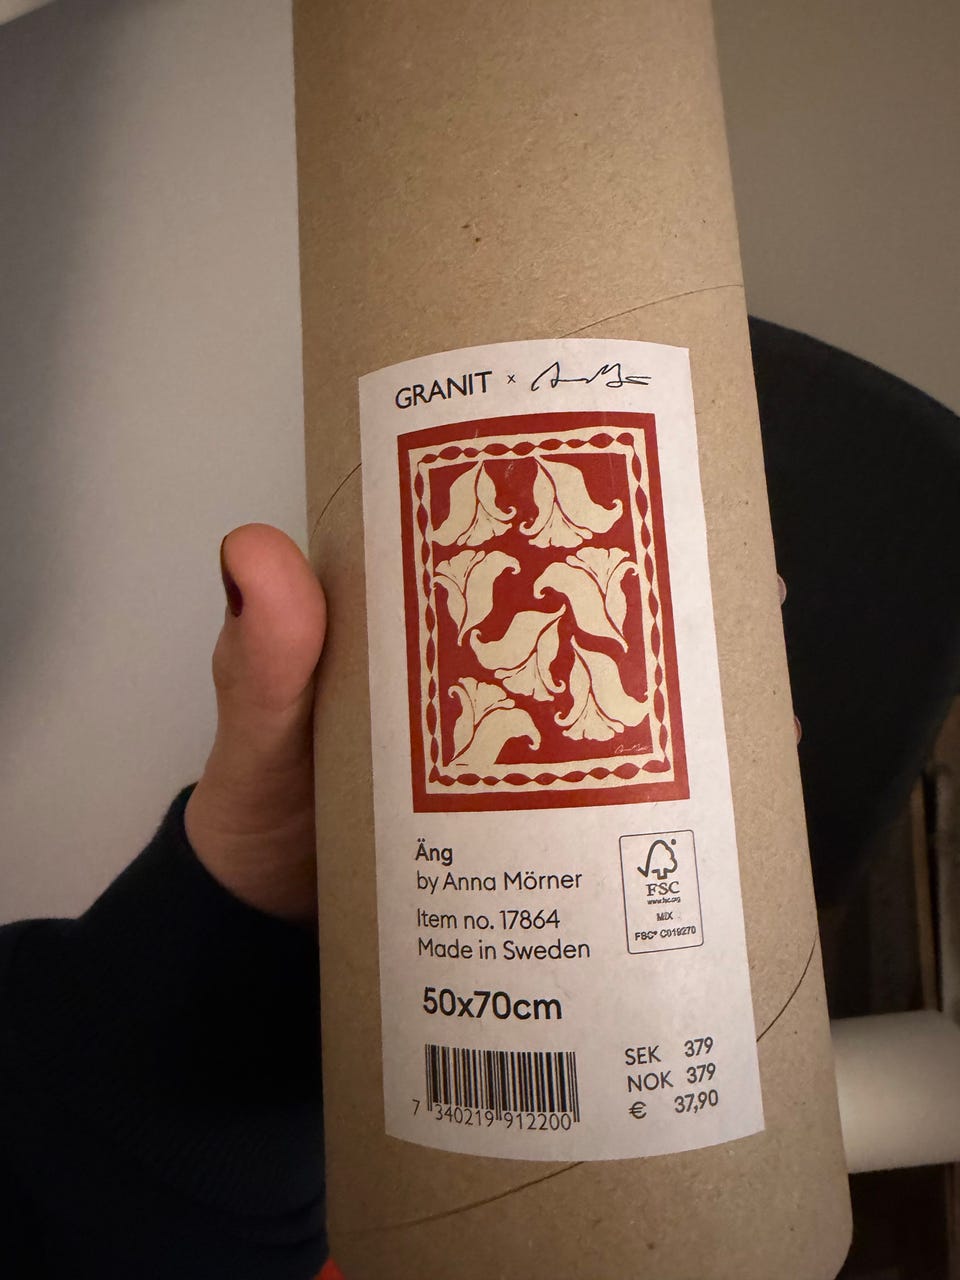 GRANIT x
Äng
by Anna Mörner
Item no. 17864
Made in Sweden
50x70cm
FSC
www.fsc.org
MIX
FSC® C019270
7 340219 912200
SEK 379
NOK 379
€ 37,90